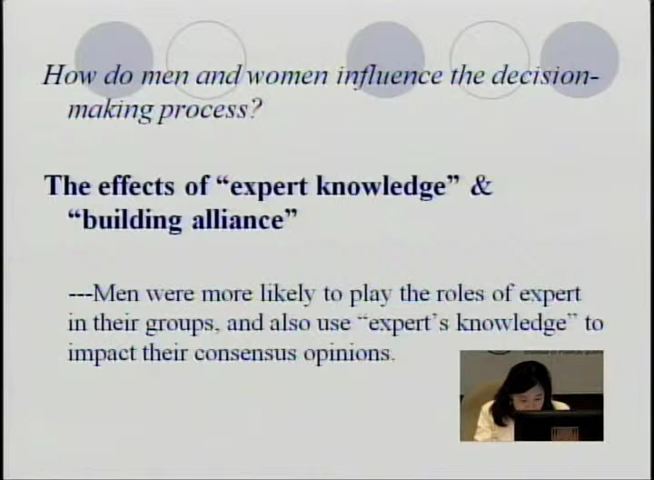 How do men and women influence the decision-
making process?
The effects of “expert knowledge” &
“building alliance”
---Men were more likely to play the roles of expert
in their groups, and also use “expert’s knowledge” to
impact their consensus opinions.